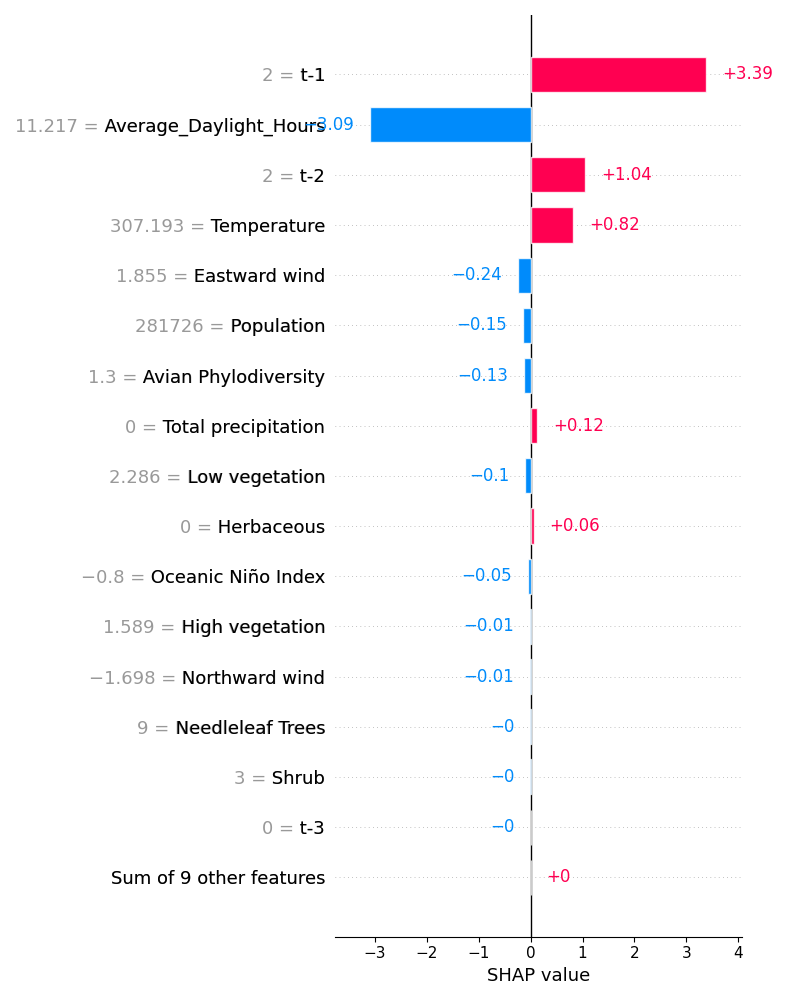 2 = t-1 +3.39
11.217 = Average_Daylight_Hours −3.09
2 = t-2 +1.04
307.193 = Temperature +0.82
1.855 = Eastward wind −0.24
281726 = Population −0.15
1.3 = Avian Phylodiversity −0.13
0 = Total precipitation +0.12
2.286 = Low vegetation −0.1
0 = Herbaceous +0.06
−0.8 = Oceanic Niño Index −0.05
1.589 = High vegetation −0.01
−1.698 = Northward wind −0.01
9 = Needleleaf Trees −0
3 = Shrub −0
0 = t-3 −0
Sum of 9 other features +0
−3 −2 −1 0 1 2 3 4
SHAP value